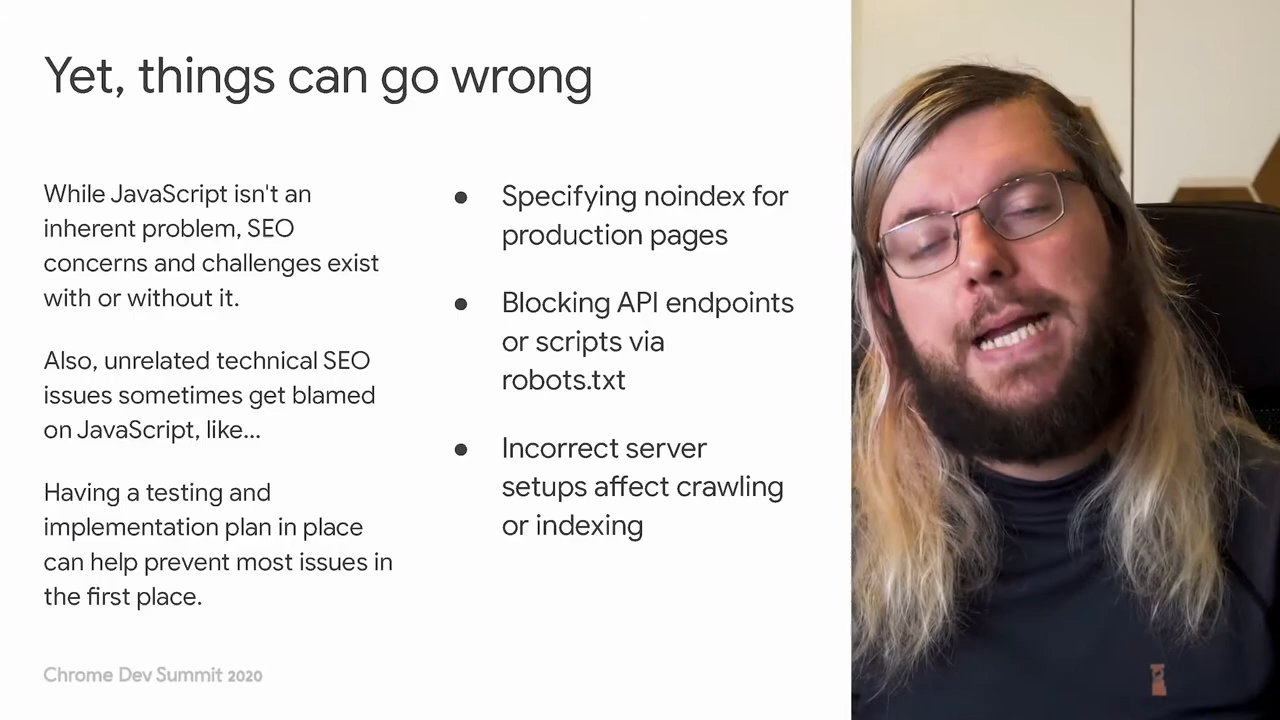 Yet, things can go wrong
While JavaScript isn't an
inherent problem, SEO
concerns and challenges exist
with or without it.
Also, unrelated technical SEO
issues sometimes get blamed
on JavaScript, like...
Having a testing and
implementation plan in place
can help prevent most issues in
the first place.
● Specifying noindex for
production pages
● Blocking API endpoints
or scripts via
robots.txt
● Incorrect server
setups affect crawling
or indexing
Chrome Dev Summit 2020